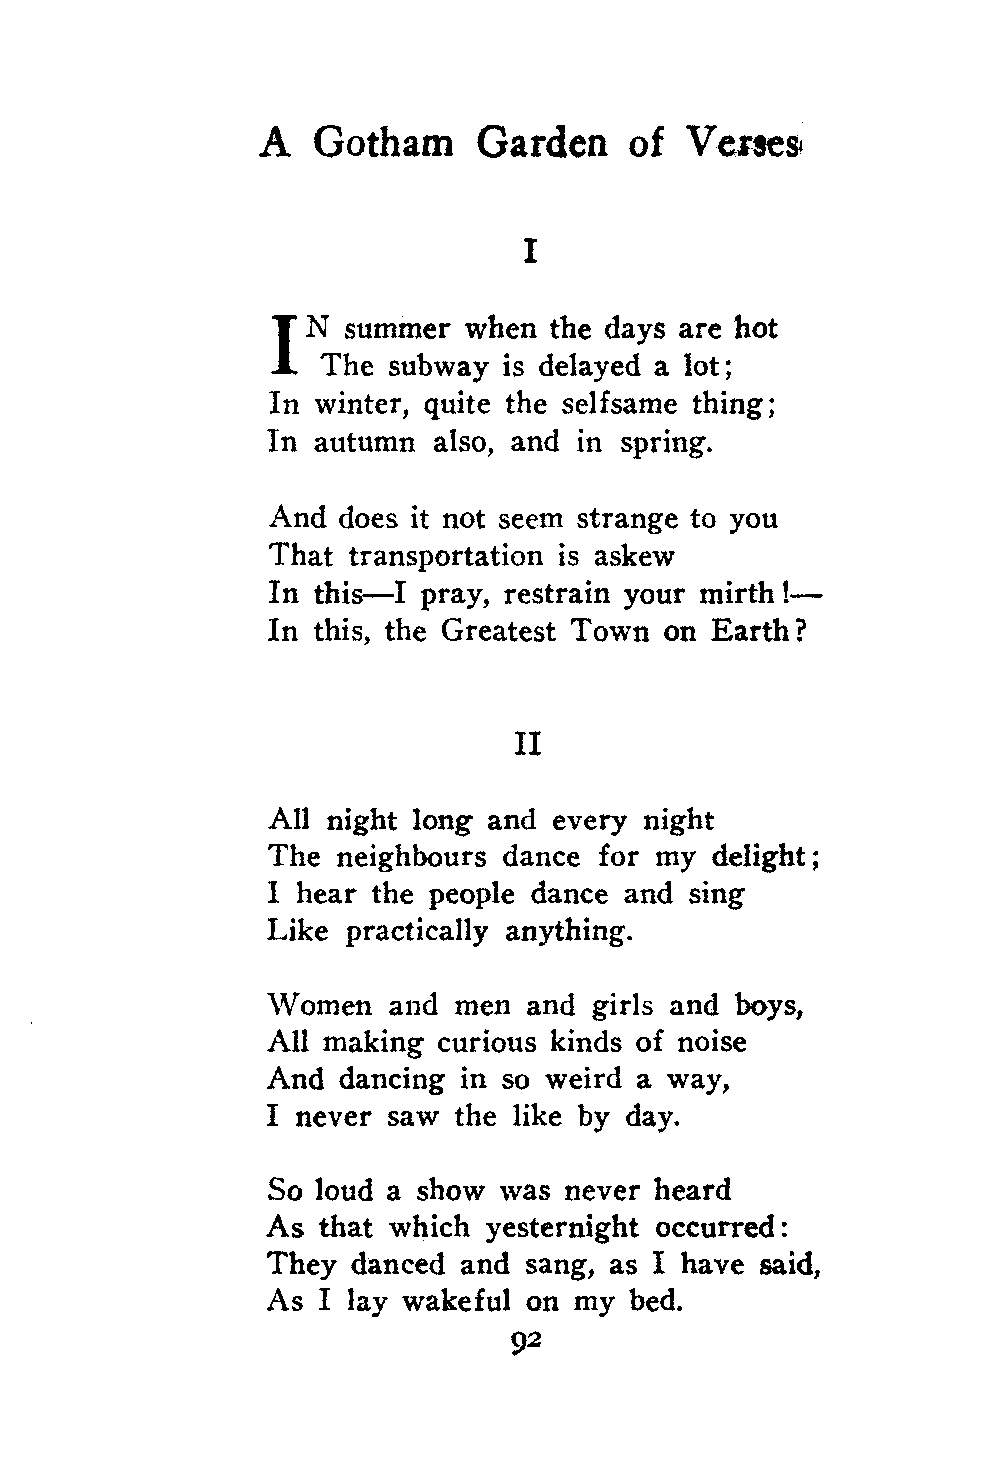 A Gotham Garden of Verses
I
IN summer when the days are hot
The subway is delayed a lot;
In winter, quite the selfsame thing;
In autumn also, and in spring.
And does it not seem strange to you
That transportation is askew
In this—I pray, restrain your mirth!—
In this, the Greatest Town on Earth?
II
All night long and every night
The neighbours dance for my delight;
I hear the people dance and sing
Like practically anything.
Women and men and girls and boys,
All making curious kinds of noise
And dancing in so weird a way,
I never saw the like by day.
So loud a show was never heard
As that which yesternight occurred:
They danced and sang, as I have said,
As I lay wakeful on my bed.
92